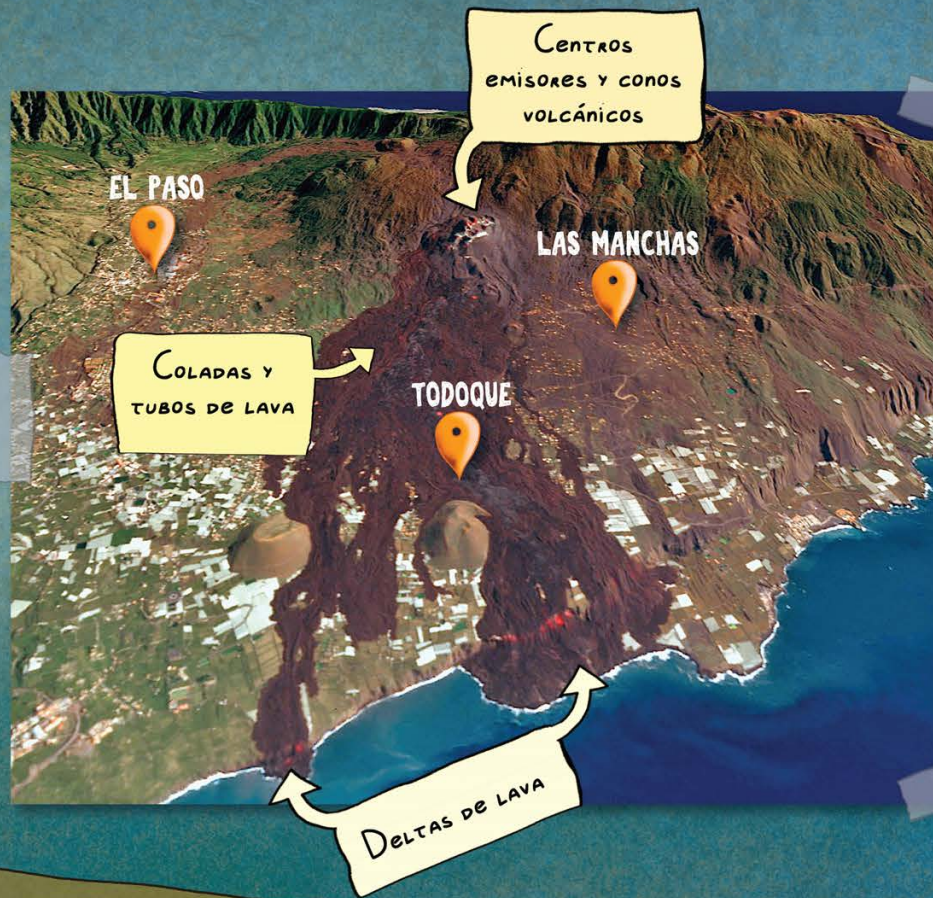 Centros
emisores y conos
volcánicos
EL PASO
LAS MANCHAS
Coladas y
tubos de lava
TODOQUE
Deltas de lava